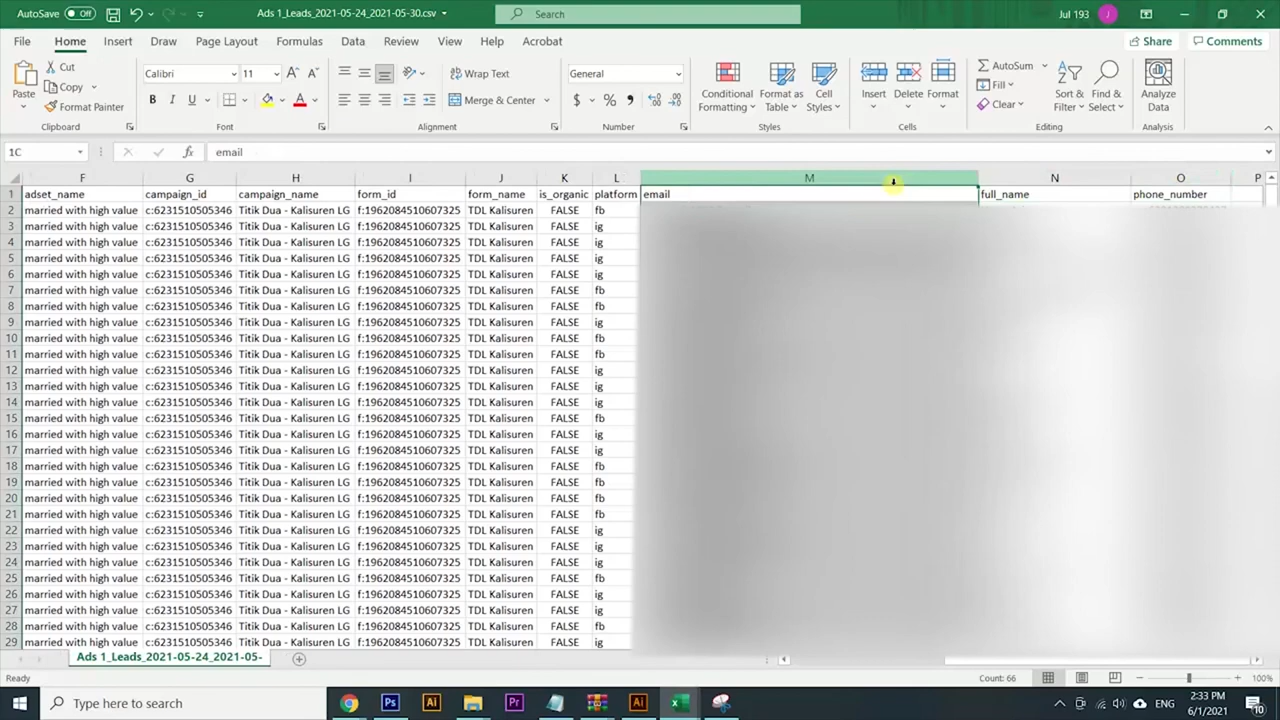 AutoSave Off Ads 1_Leads_2021-05-24_2021-05-30.csv Search Jul 193 J
File Home Insert Draw Page Layout Formulas Data Review View Help Acrobat Share Comments
Paste Cut Copy Format Painter Clipboard
Calibri 11 B I U A Font
Wrap Text Merge & Center Alignment
General $ % Number
Conditional Formatting Format as Table Cell Styles Styles
Insert Delete Format Cells
AutoSum Fill Clear Sort & Filter Find & Select Editing
Analyze Data Analysis
1C fx email
F G H I J K L M N O P
1 adset_name campaign_id campaign_name form_id form_name is_organic platform email full_name phone_number
2 married with high value c:6231510505346 Titik Dua - Kalisuren LG f:1962084510607325 TDL Kalisuren FALSE fb
3 married with high value c:6231510505346 Titik Dua - Kalisuren LG f:1962084510607325 TDL Kalisuren FALSE ig
4 married with high value c:6231510505346 Titik Dua - Kalisuren LG f:1962084510607325 TDL Kalisuren FALSE ig
5 married with high value c:6231510505346 Titik Dua - Kalisuren LG f:1962084510607325 TDL Kalisuren FALSE ig
6 married with high value c:6231510505346 Titik Dua - Kalisuren LG f:1962084510607325 TDL Kalisuren FALSE ig
7 married with high value c:6231510505346 Titik Dua - Kalisuren LG f:1962084510607325 TDL Kalisuren FALSE fb
8 married with high value c:6231510505346 Titik Dua - Kalisuren LG f:1962084510607325 TDL Kalisuren FALSE fb
9 married with high value c:6231510505346 Titik Dua - Kalisuren LG f:1962084510607325 TDL Kalisuren FALSE ig
10 married with high value c:6231510505346 Titik Dua - Kalisuren LG f:1962084510607325 TDL Kalisuren FALSE fb
11 married with high value c:6231510505346 Titik Dua - Kalisuren LG f:1962084510607325 TDL Kalisuren FALSE fb
12 married with high value c:6231510505346 Titik Dua - Kalisuren LG f:1962084510607325 TDL Kalisuren FALSE ig
13 married with high value c:6231510505346 Titik Dua - Kalisuren LG f:1962084510607325 TDL Kalisuren FALSE ig
14 married with high value c:6231510505346 Titik Dua - Kalisuren LG f:1962084510607325 TDL Kalisuren FALSE ig
15 married with high value c:6231510505346 Titik Dua - Kalisuren LG f:1962084510607325 TDL Kalisuren FALSE fb
16 married with high value c:6231510505346 Titik Dua - Kalisuren LG f:1962084510607325 TDL Kalisuren FALSE ig
17 married with high value c:6231510505346 Titik Dua - Kalisuren LG f:1962084510607325 TDL Kalisuren FALSE ig
18 married with high value c:6231510505346 Titik Dua - Kalisuren LG f:1962084510607325 TDL Kalisuren FALSE fb
19 married with high value c:6231510505346 Titik Dua - Kalisuren LG f:1962084510607325 TDL Kalisuren FALSE fb
20 married with high value c:6231510505346 Titik Dua - Kalisuren LG f:1962084510607325 TDL Kalisuren FALSE fb
21 married with high value c:6231510505346 Titik Dua - Kalisuren LG f:1962084510607325 TDL Kalisuren FALSE fb
22 married with high value c:6231510505346 Titik Dua - Kalisuren LG f:1962084510607325 TDL Kalisuren FALSE ig
23 married with high value c:6231510505346 Titik Dua - Kalisuren LG f:1962084510607325 TDL Kalisuren FALSE ig
24 married with high value c:6231510505346 Titik Dua - Kalisuren LG f:1962084510607325 TDL Kalisuren FALSE ig
25 married with high value c:6231510505346 Titik Dua - Kalisuren LG f:1962084510607325 TDL Kalisuren FALSE fb
26 married with high value c:6231510505346 Titik Dua - Kalisuren LG f:1962084510607325 TDL Kalisuren FALSE ig
27 married with high value c:6231510505346 Titik Dua - Kalisuren LG f:1962084510607325 TDL Kalisuren FALSE ig
28 married with high value c:6231510505346 Titik Dua - Kalisuren LG f:1962084510607325 TDL Kalisuren FALSE fb
29 married with high value c:6231510505346 Titik Dua - Kalisuren LG f:1962084510607325 TDL Kalisuren FALSE ig
Ads 1_Leads_2021-05-24_2021-05-
Ready Count: 66 100%
Type here to search Ps Ai Pr Ai 2:33 PM
6/1/2021 10